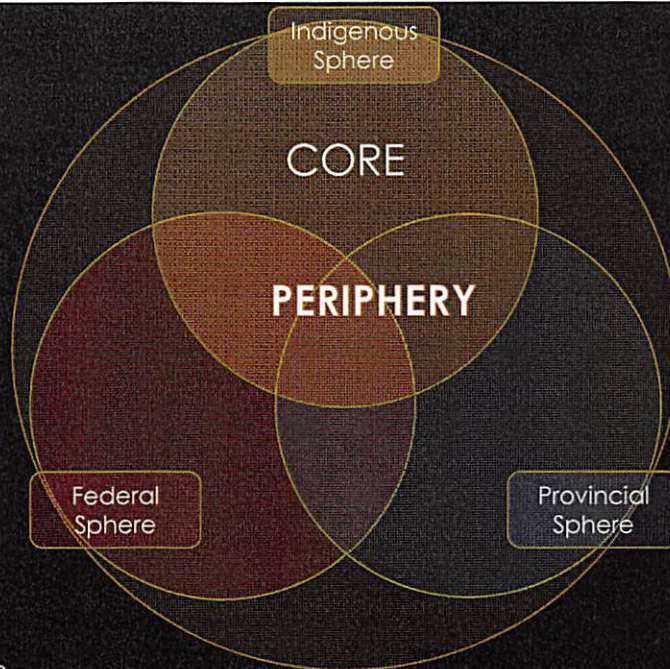 Indigenous
Sphere
CORE
PERIPHERY
Federal
Sphere
Provincial
Sphere